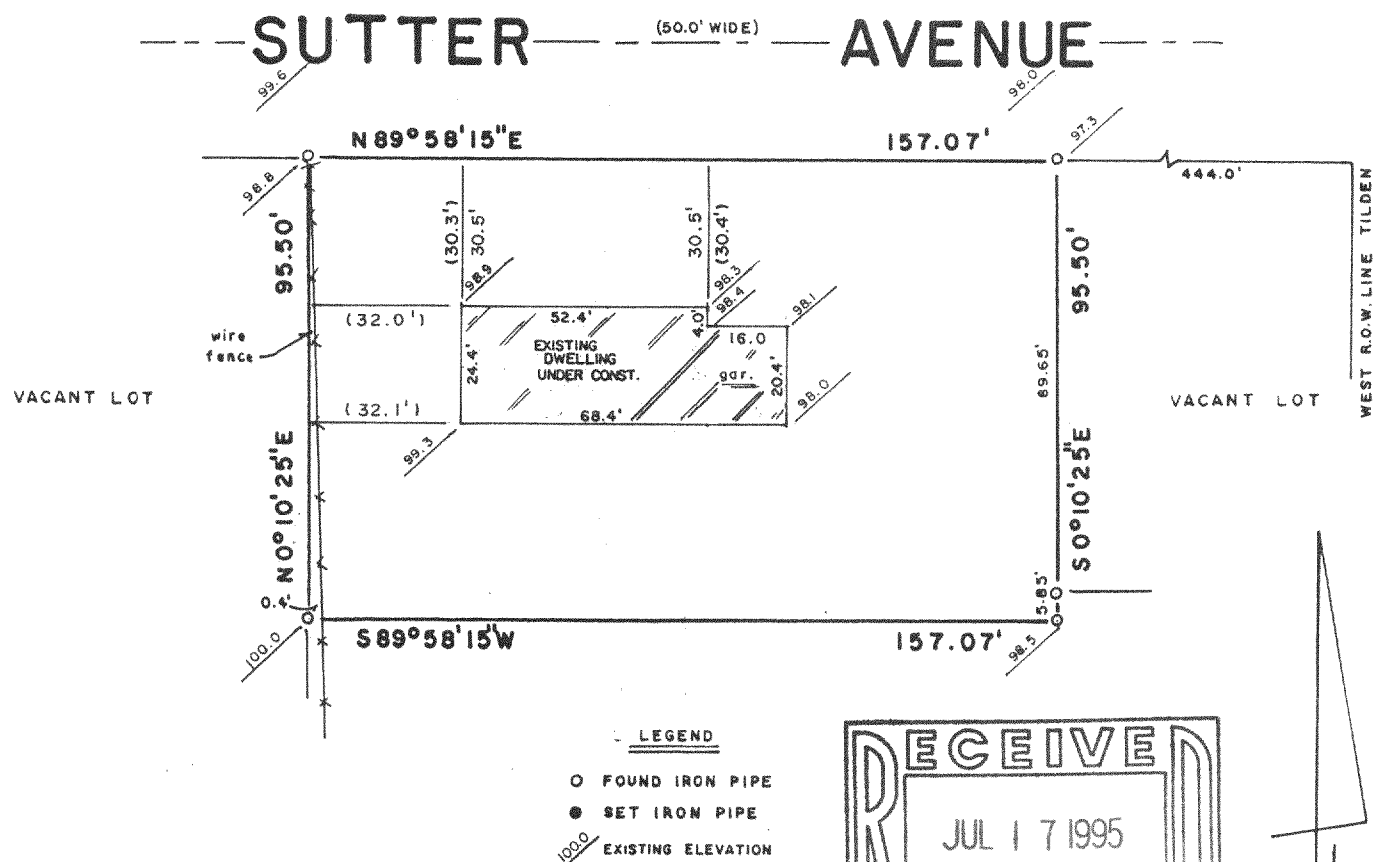 SUTTER (50.0' WIDE) AVENUE
99.6
98.0
N 89° 58' 15" E
157.07'
97.3
444.0'
98.8
WEST R.O.W. LINE TILDEN
95.50'
(30.3')
30.5'
30.5'
(30.4')
95.50'
98.9
98.3
98.4
98.1
(32.0')
52.4'
4.0'
16.0
wire
fence
24.4'
EXISTING
DWELLING
UNDER CONST.
gar.
20.4'
89.65'
VACANT LOT
VACANT LOT
(32.1')
68.4'
98.0
99.3
N 0° 10' 25" E
S 0° 10' 25" E
0.4'
5.85'
100.0
S 89° 58' 15" W
157.07'
98.5
LEGEND
O FOUND IRON PIPE
● SET IRON PIPE
100.0 EXISTING ELEVATION
RECEIVED
JUL 17 1995